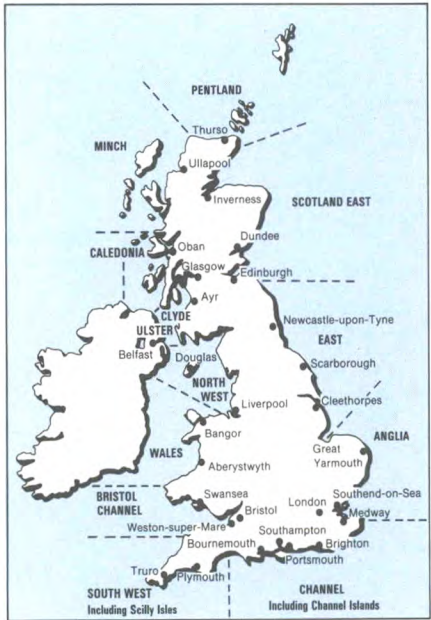 PENTLAND
Thurso
MINCH
Ullapool
Inverness
SCOTLAND EAST
Dundee
CALEDONIA
Oban
Glasgow
Edinburgh
Ayr
CLYDE
ULSTER
Newcastle-upon-Tyne
EAST
Belfast
Douglas
Scarborough
NORTH
WEST
Liverpool
Cleethorpes
Bangor
ANGLIA
Great
Yarmouth
WALES
Aberystwyth
BRISTOL
CHANNEL
Swansea
London
Southend-on-Sea
Bristol
Medway
Weston-super-Mare
Southampton
Bournemouth
Brighton
Portsmouth
Truro
Plymouth
SOUTH WEST
Including Scilly Isles
CHANNEL
Including Channel Islands